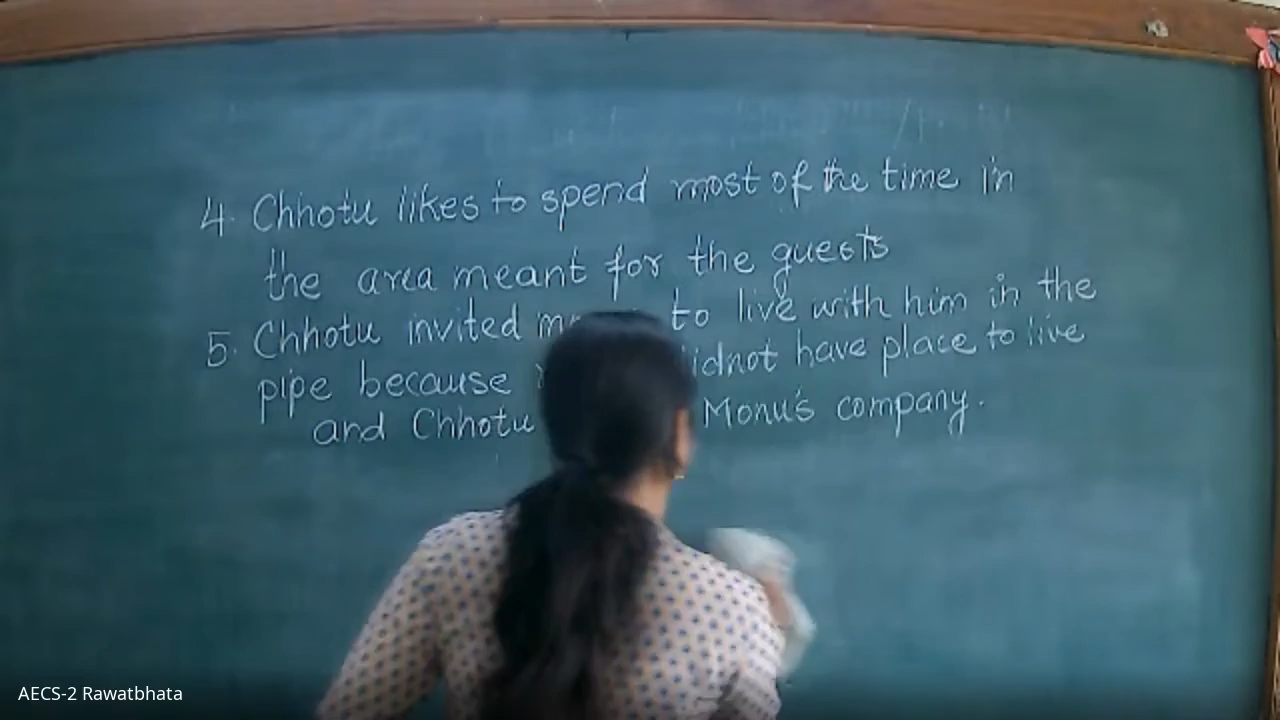 4. Chhotu likes to spend most of the time in
the area meant for the guests
5. Chhotu invited to live with him in the
pipe because have place to live
and Chhotu Monu's company.
AECS-2 Rawatbhata